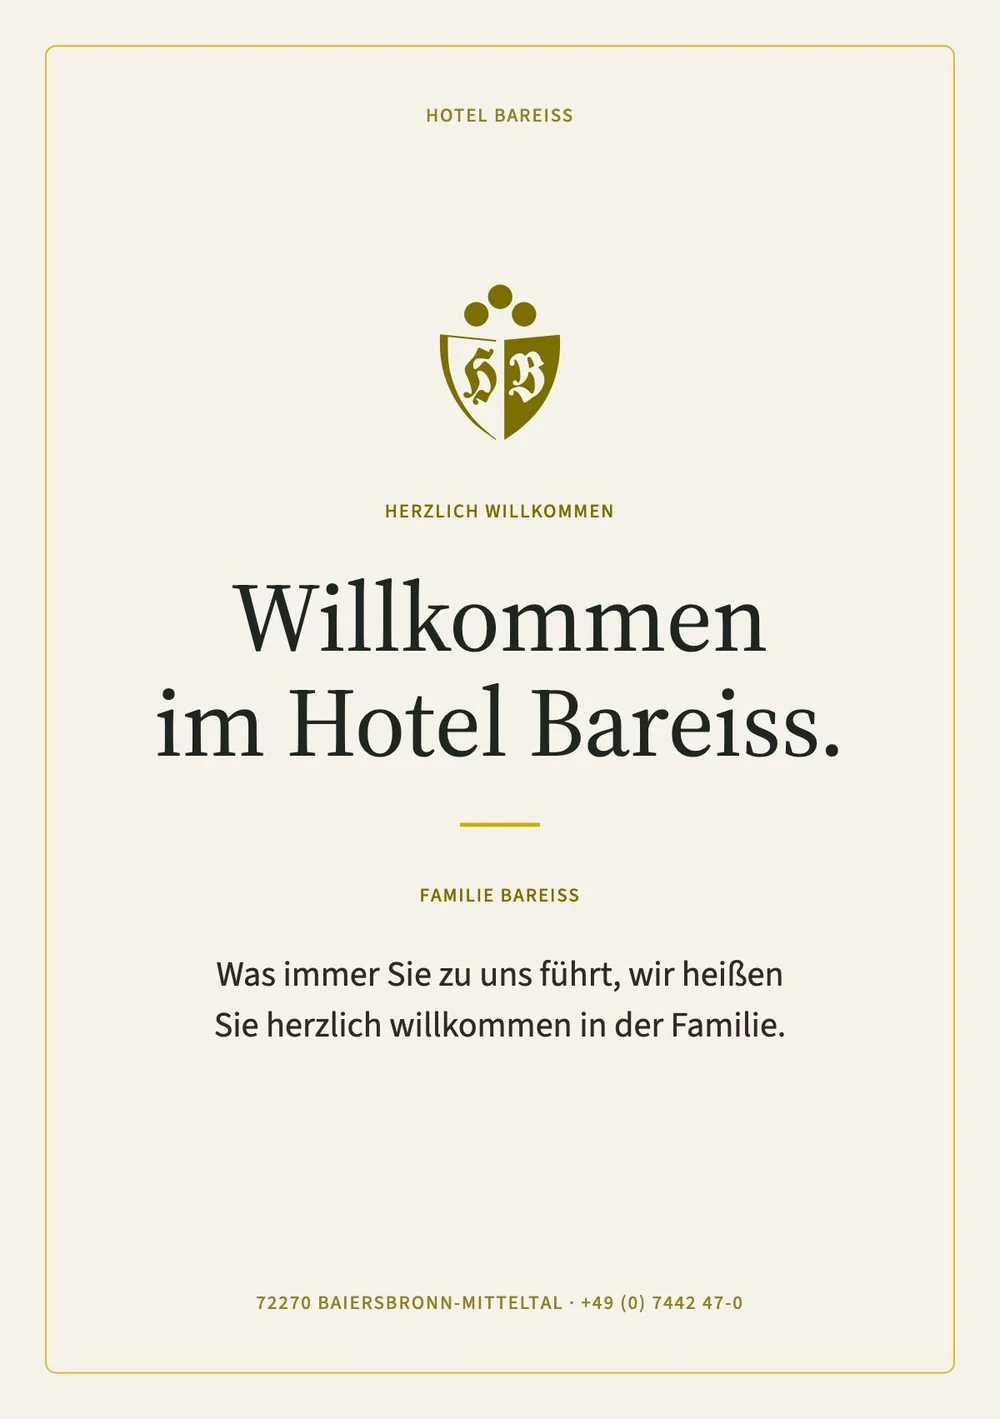 HOTEL BAREISS
H B
HERZLICH WILLKOMMEN
Willkommen
im Hotel Bareiss.
FAMILIE BAREISS
Was immer Sie zu uns führt, wir heißen
Sie herzlich willkommen in der Familie.
72270 BAIERSBRONN-MITTELTAL · +49 (0) 7442 47-0